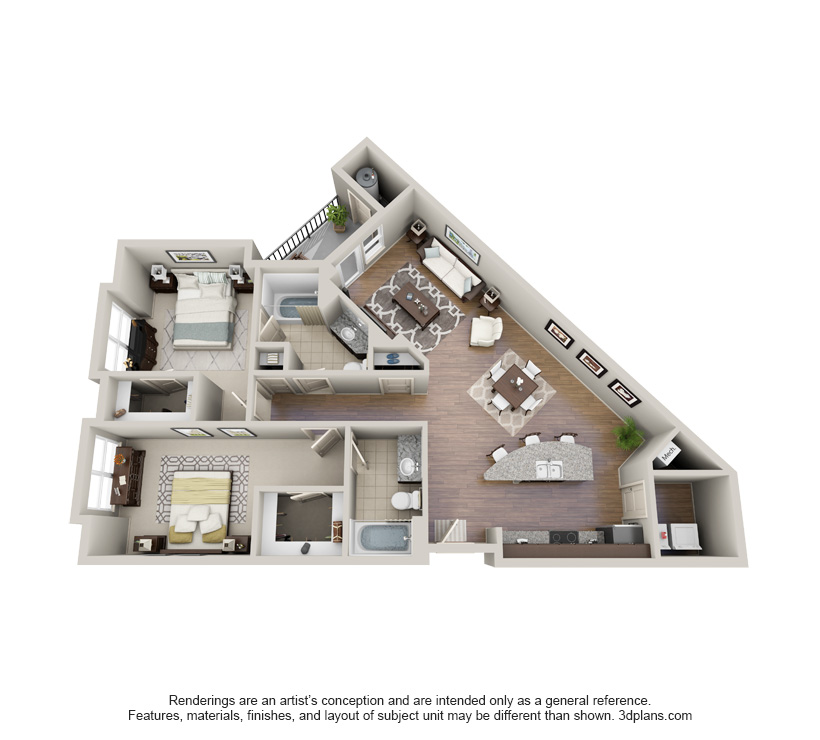 Mech
Renderings are an artist’s conception and are intended only as a general reference.
Features, materials, finishes, and layout of subject unit may be different than shown. 3dplans.com